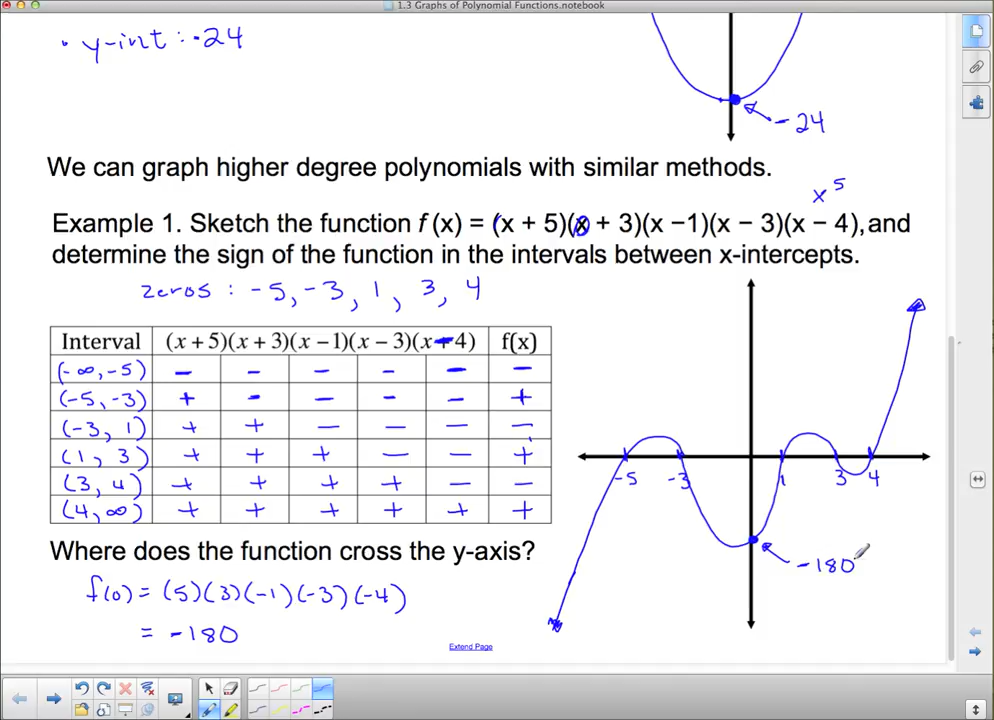 1.3 Graphs of Polynomial Functions.notebook
• y-int : -24
-24
We can graph higher degree polynomials with similar methods.
x⁵
Example 1. Sketch the function f (x) = (x + 5)(x + 3)(x −1)(x − 3)(x − 4), and
determine the sign of the function in the intervals between x-intercepts.
zeros : -5, -3, 1, 3, 4
Interval (x + 5)(x + 3)(x − 1)(x − 3)(x − 4) f(x)
(-∞, -5) - - - - - -
(-5, -3) + - - - - +
(-3, 1) + + - - - -
(1, 3) + + + - - +
(3, 4) + + + + - -
(4, ∞) + + + + + +
-5 -3 1 3 4
-180
Where does the function cross the y-axis?
f(0) = (5)(3)(-1)(-3)(-4)
= -180
Extend Page